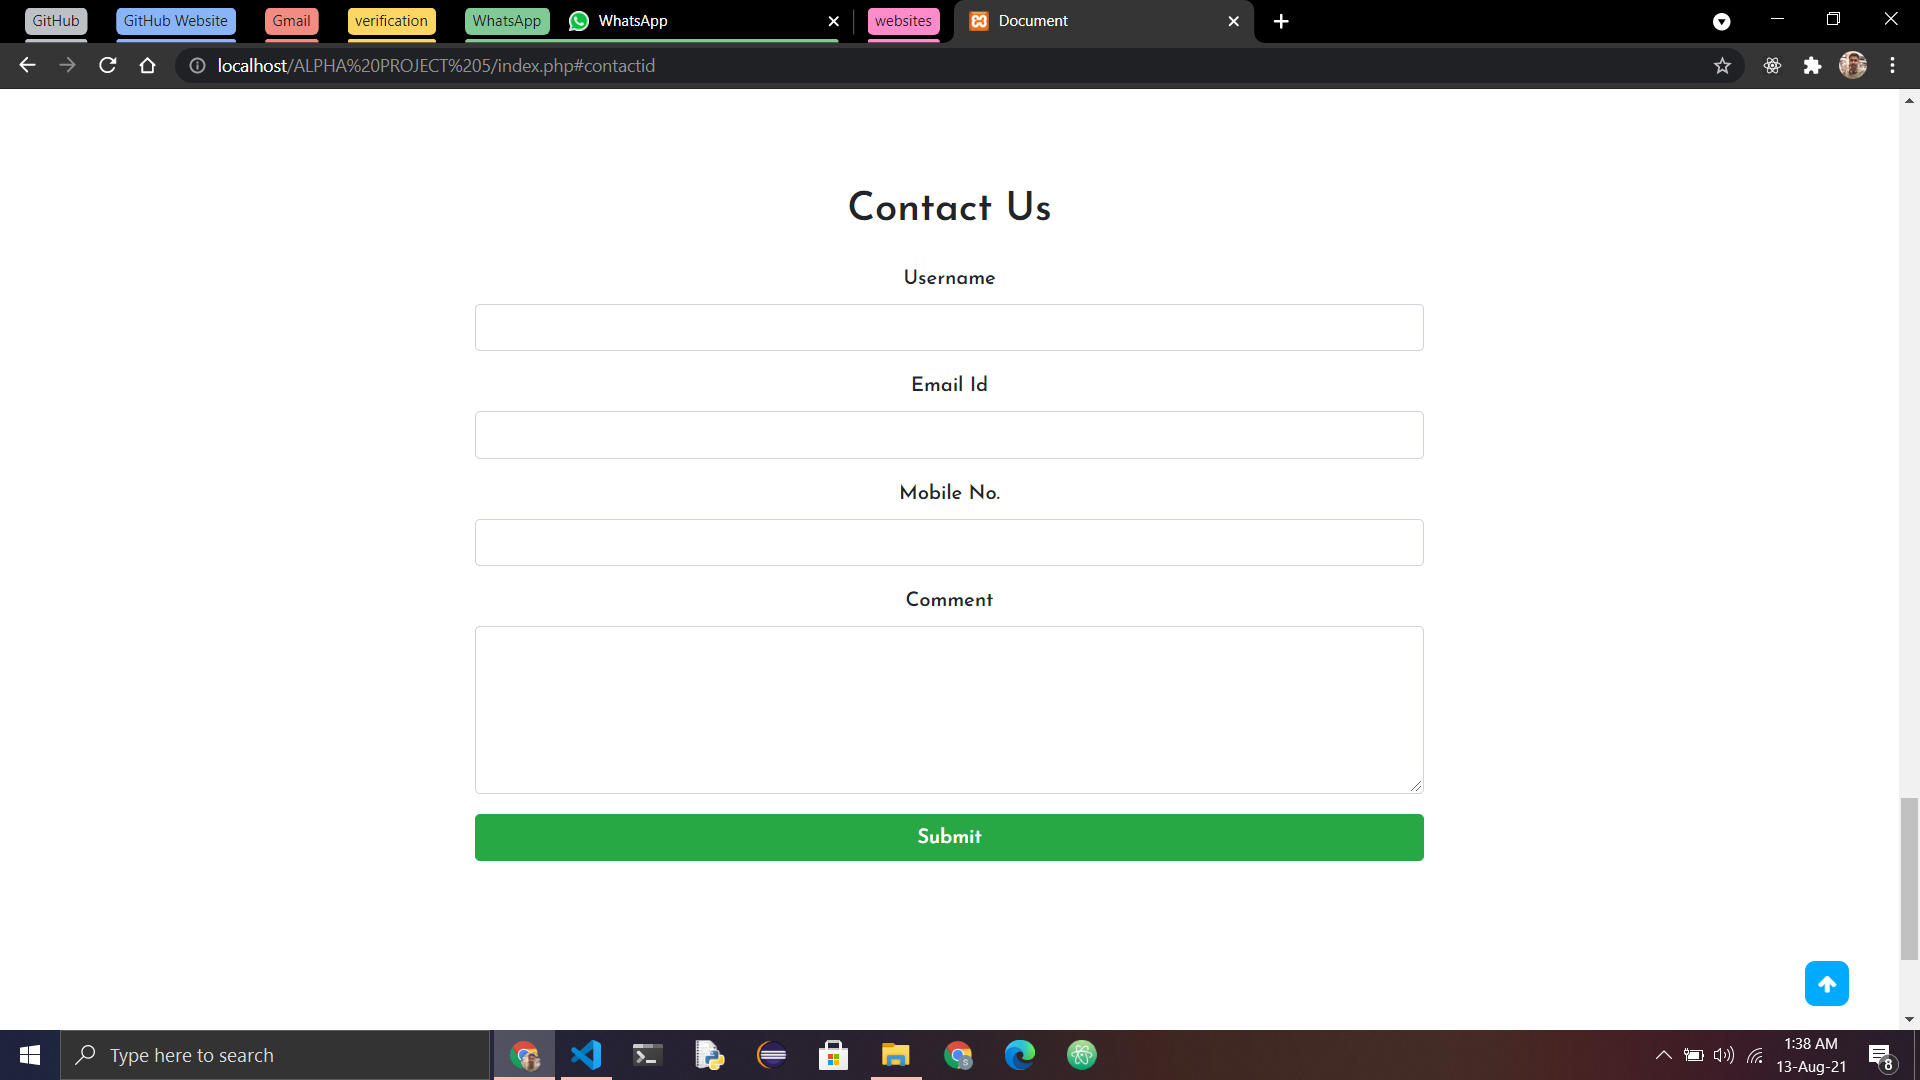 GitHub GitHub Website Gmail verification WhatsApp WhatsApp websites Document
localhost/ALPHA%20PROJECT%205/index.php#contactid
Contact Us
Username
Email Id
Mobile No.
Comment
Submit
Type here to search
1:38 AM
13-Aug-21
8